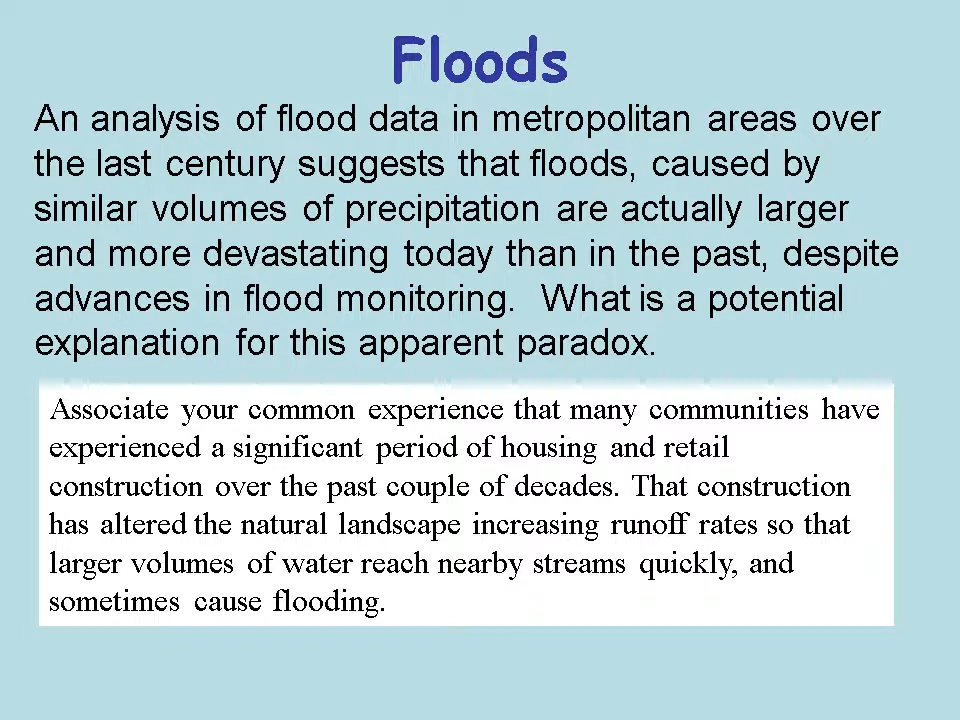 Floods
An analysis of flood data in metropolitan areas over
the last century suggests that floods, caused by
similar volumes of precipitation are actually larger
and more devastating today than in the past, despite
advances in flood monitoring.  What is a potential
explanation for this apparent paradox.
Associate your common experience that many communities have
experienced a significant period of housing and retail
construction over the past couple of decades. That construction
has altered the natural landscape increasing runoff rates so that
larger volumes of water reach nearby streams quickly, and
sometimes cause flooding.